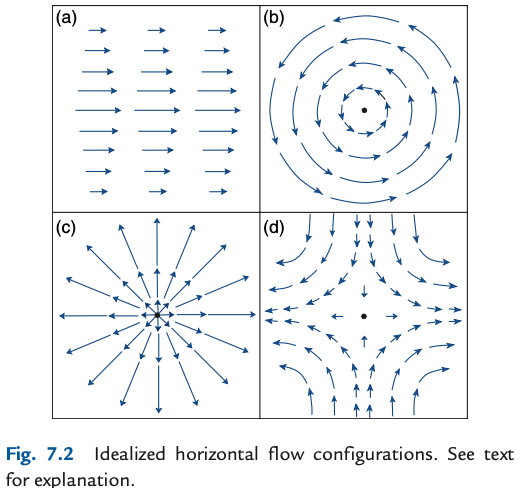 (a)
(b)
(c)
(d)
Fig. 7.2 Idealized horizontal flow configurations. See text
for explanation.